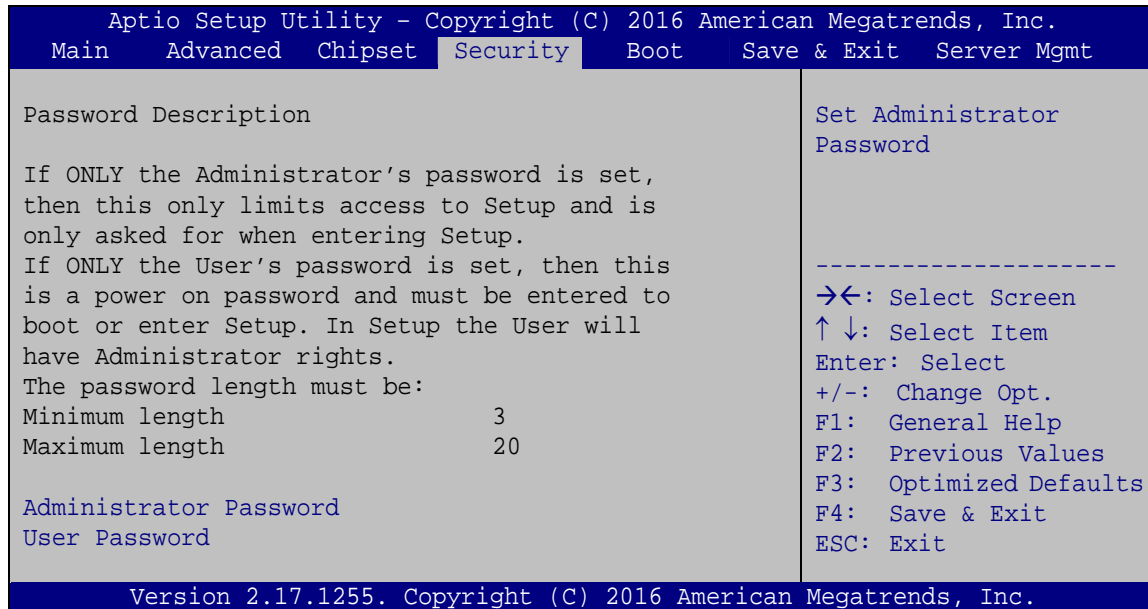 Aptio Setup Utility – Copyright (C) 2016 American Megatrends, Inc.
Main Advanced Chipset Security Boot Save & Exit Server Mgmt
Password Description
If ONLY the Administrator's password is set,
then this only limits access to Setup and is
only asked for when entering Setup.
If ONLY the User's password is set, then this
is a power on password and must be entered to
boot or enter Setup. In Setup the User will
have Administrator rights.
The password length must be:
Minimum length 3
Maximum length 20
Administrator Password
User Password
Set Administrator
Password
---------------------
→←: Select Screen
↑ ↓: Select Item
Enter: Select
+/-: Change Opt.
F1: General Help
F2: Previous Values
F3: Optimized Defaults
F4: Save & Exit
ESC: Exit
Version 2.17.1255. Copyright (C) 2016 American Megatrends, Inc.